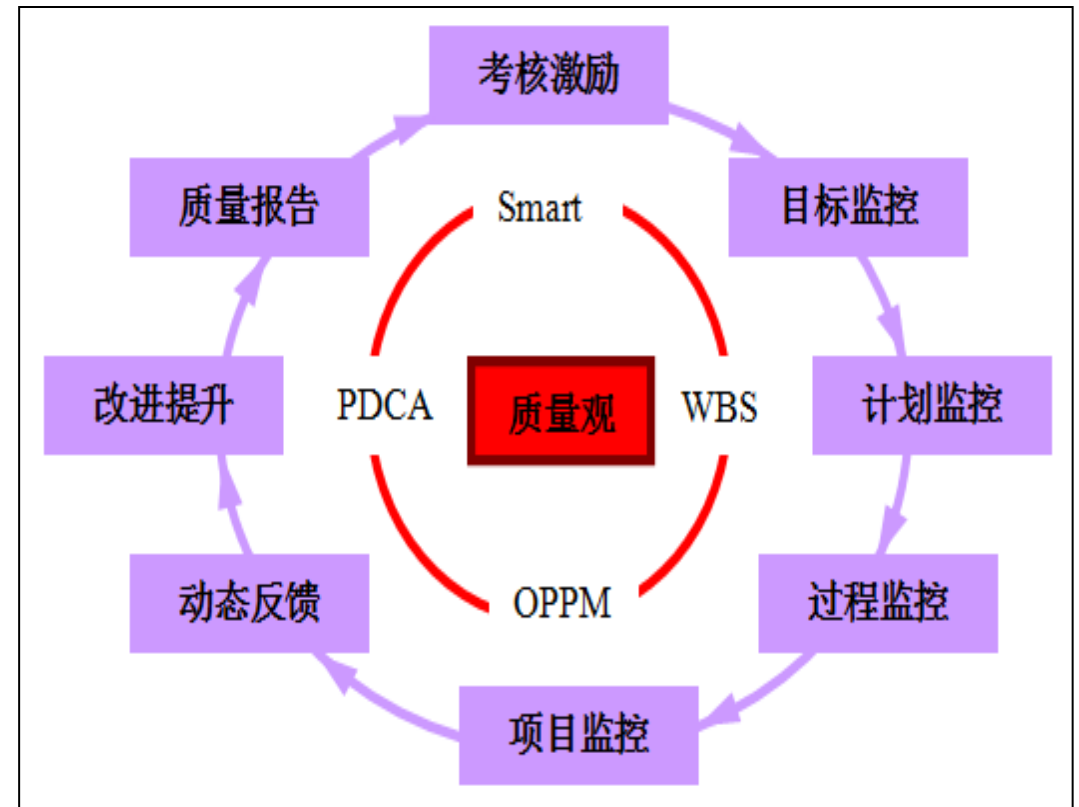 考核激励
质量报告
Smart
目标监控
改进提升
PDCA
质量观
WBS
计划监控
动态反馈
OPPM
过程监控
项目监控